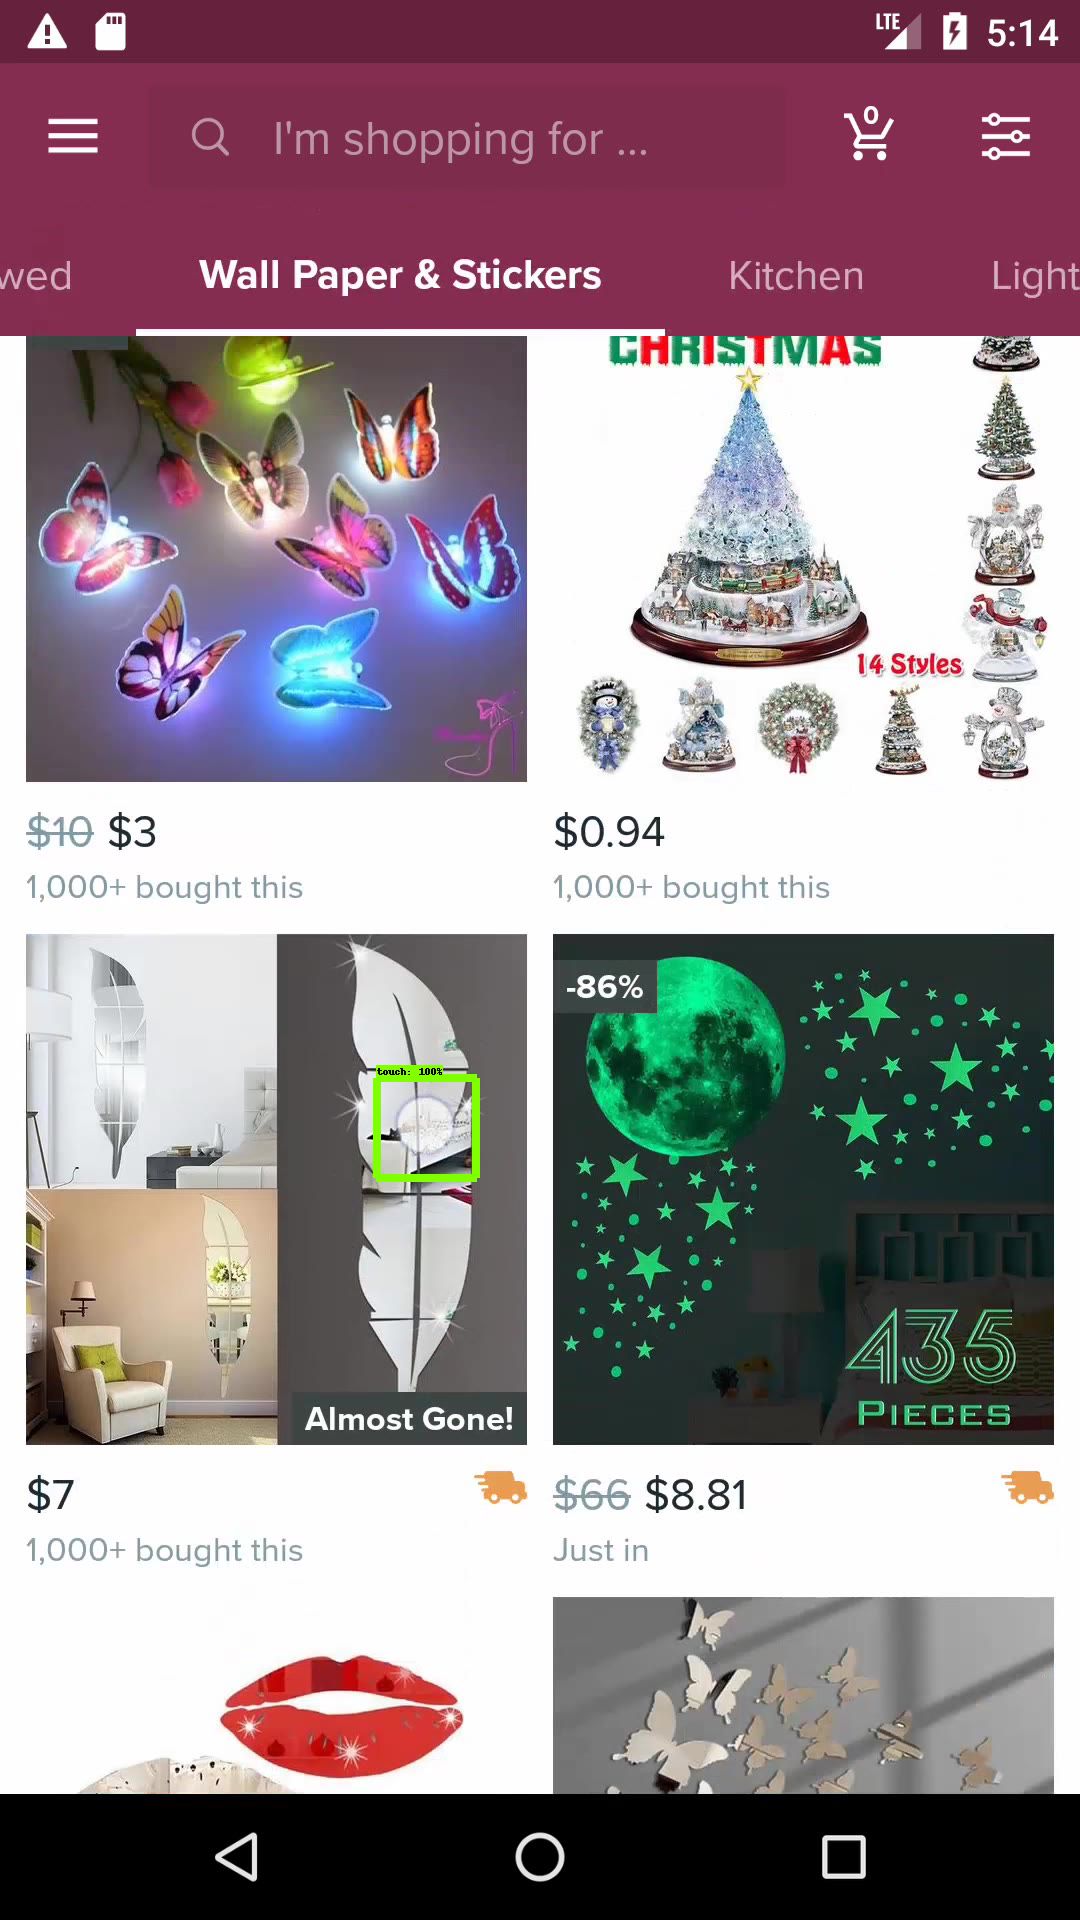 LTE 5:14
I'm shopping for ...
0
wed Wall Paper & Stickers Kitchen Light
CHRISTMAS
14 Styles
$10 $3
$0.94
1,000+ bought this
1,000+ bought this
-86%
touch: 100%
435
PIECES
Almost Gone!
$7
$66 $8.81
1,000+ bought this
Just in